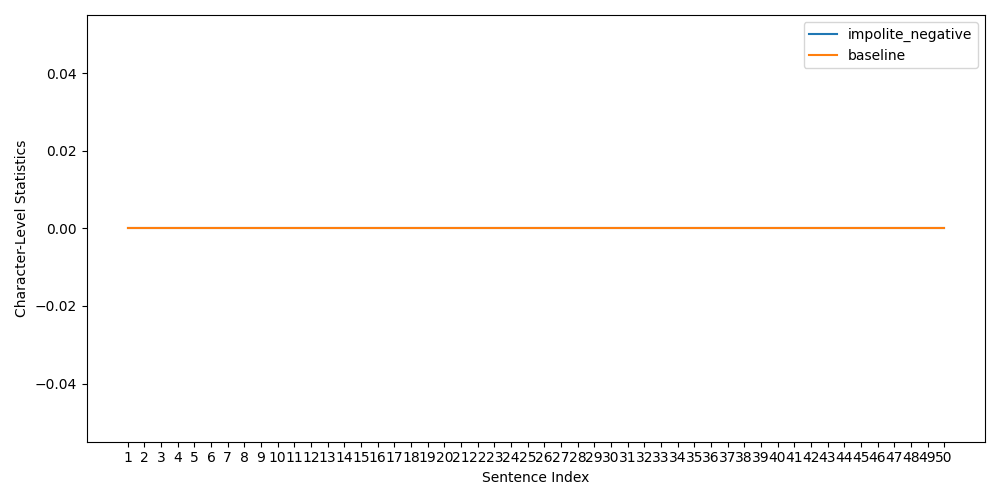 impolite_negative
baseline
0.04
0.02
0.00
−0.02
−0.04
Character-Level Statistics
1 2 3 4 5 6 7 8 9 10 11 12 13 14 15 16 17 18 19 20 21 22 23 24 25 26 27 28 29 30 31 32 33 34 35 36 37 38 39 40 41 42 43 44 45 46 47 48 49 50
Sentence Index